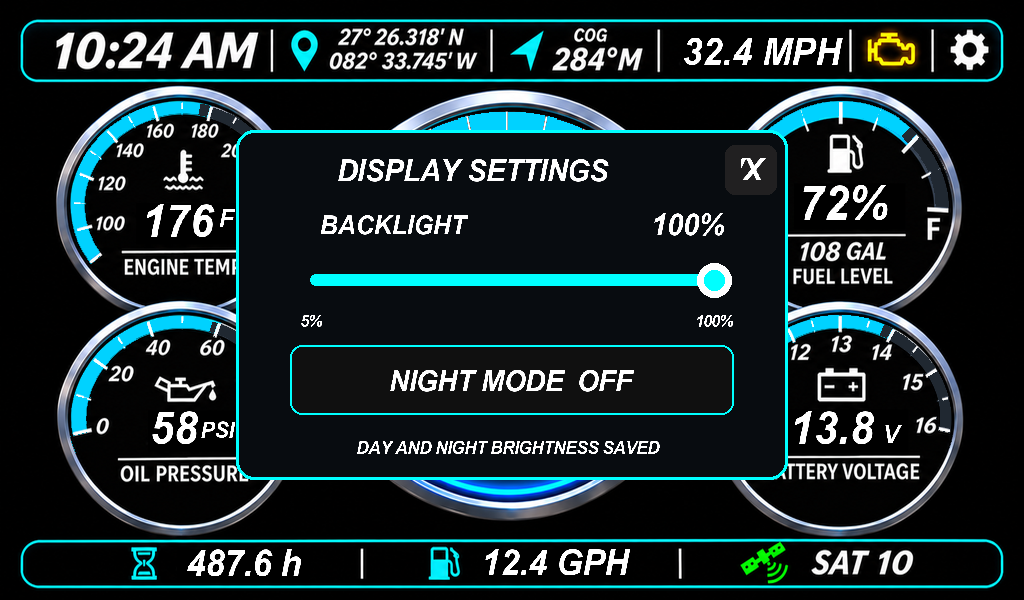 10:24 AM
27° 26.318' N
082° 33.745' W
COG
284°M
32.4 MPH
160 180
140 20
120
100
176 F
ENGINE TEMP
DISPLAY SETTINGS
'X
BACKLIGHT 100%
5% 100%
NIGHT MODE OFF
DAY AND NIGHT BRIGHTNESS SAVED
72%
F
108 GAL
FUEL LEVEL
40 60
20
0
58 PSI
OIL PRESSURE
12 13 14
15
16
13.8 V
ATTERY VOLTAGE
487.6 h
12.4 GPH
SAT 10